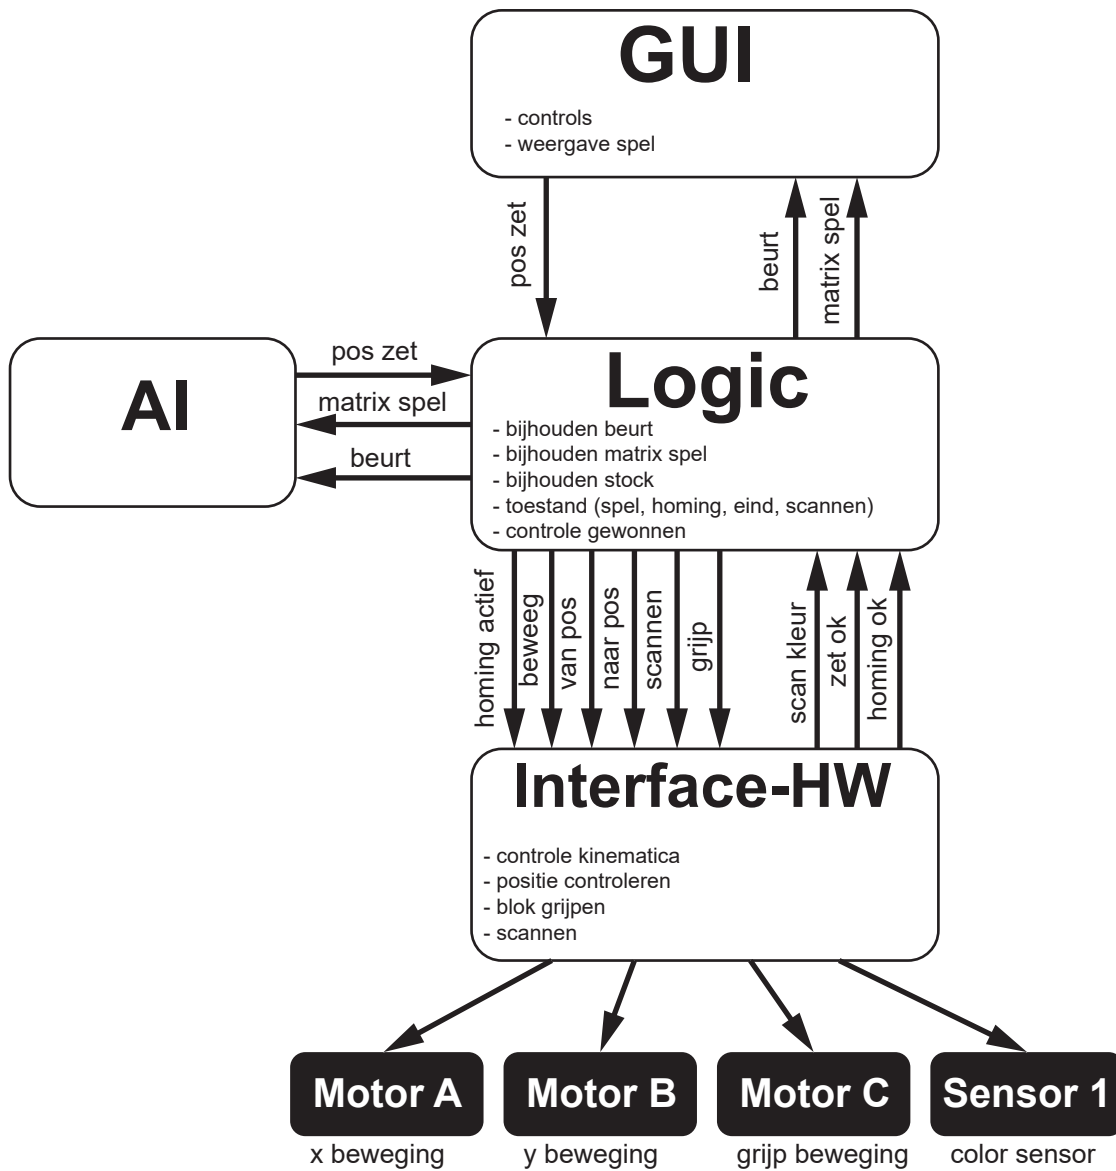 GUI
- controls
- weergave spel
pos zet
beurt
matrix spel
AI
pos zet
matrix spel
beurt
Logic
- bijhouden beurt
- bijhouden matrix spel
- bijhouden stock
- toestand (spel, homing, eind, scannen)
- controle gewonnen
homing actief
beweeg
van pos
naar pos
scannen
grijp
scan kleur
zet ok
homing ok
Interface-HW
- controle kinematica
- positie controleren
- blok grijpen
- scannen
Motor A
x beweging
Motor B
y beweging
Motor C
grijp beweging
Sensor 1
color sensor